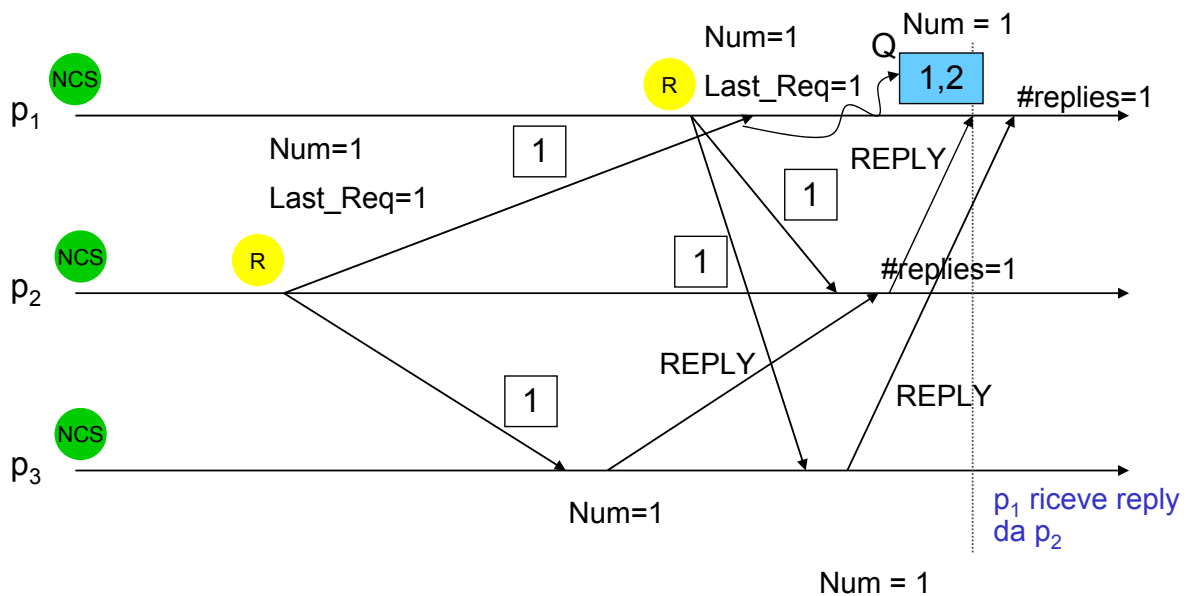 Num = 1
Num=1
Q
NCS
R
Last_Req=1
1,2
#replies=1
p1
1
Num=1
REPLY
Last_Req=1
1
NCS
R
1
#replies=1
p2
REPLY
1
REPLY
NCS
p3
Num=1
p1 riceve reply
da p2
Num = 1